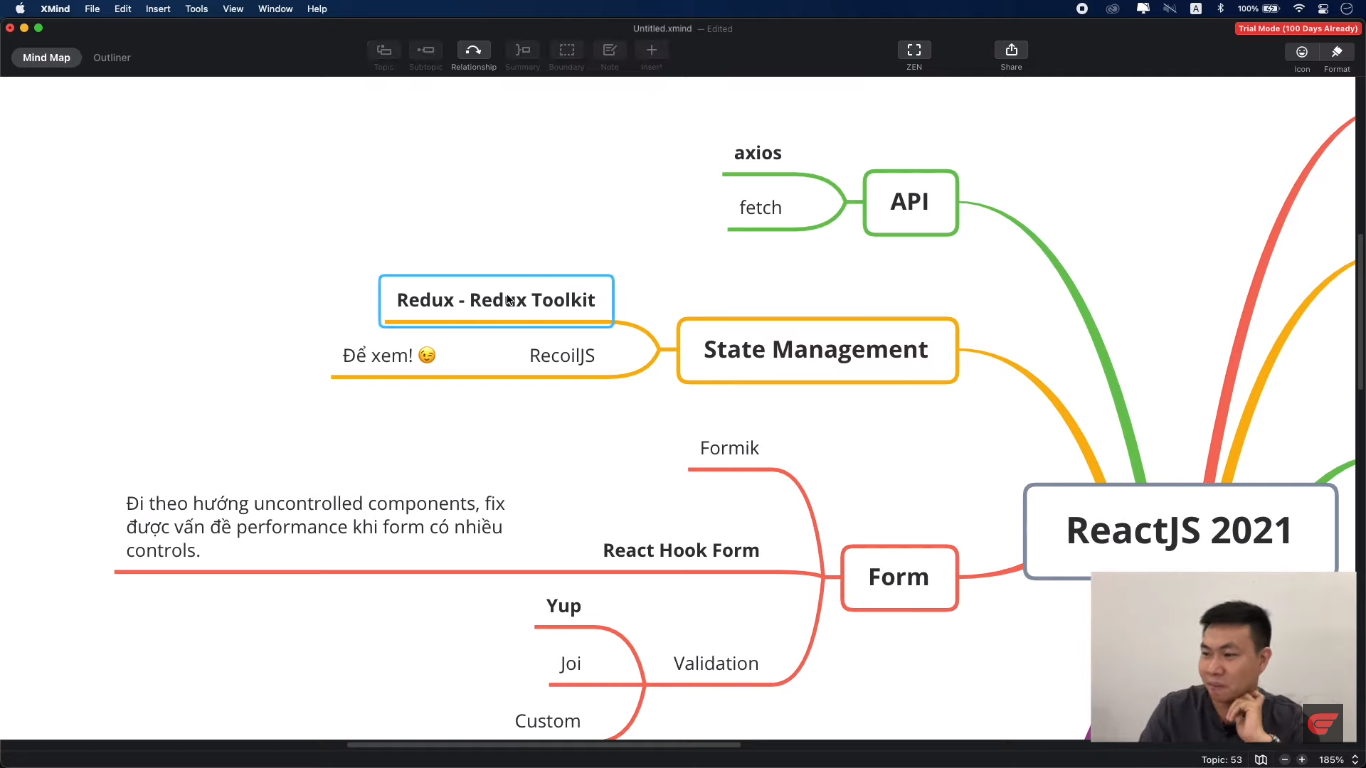 XMind File Edit Insert Tools View Window Help
A 100%
Untitled.xmind — Edited
Trial Mode (100 Days Already)
Mind Map Outliner
Topic Subtopic Relationship Summary Boundary Note Insert ZEN Share Icon Format
axios
API
fetch
Redux - Redux Toolkit
State Management
Để xem! 😉 RecoilJS
Formik
Đi theo hướng uncontrolled components, fix
được vấn đề performance khi form có nhiều
controls.
React Hook Form
ReactJS 2021
Form
Yup
Joi
Validation
Custom
Topic: 53 185%